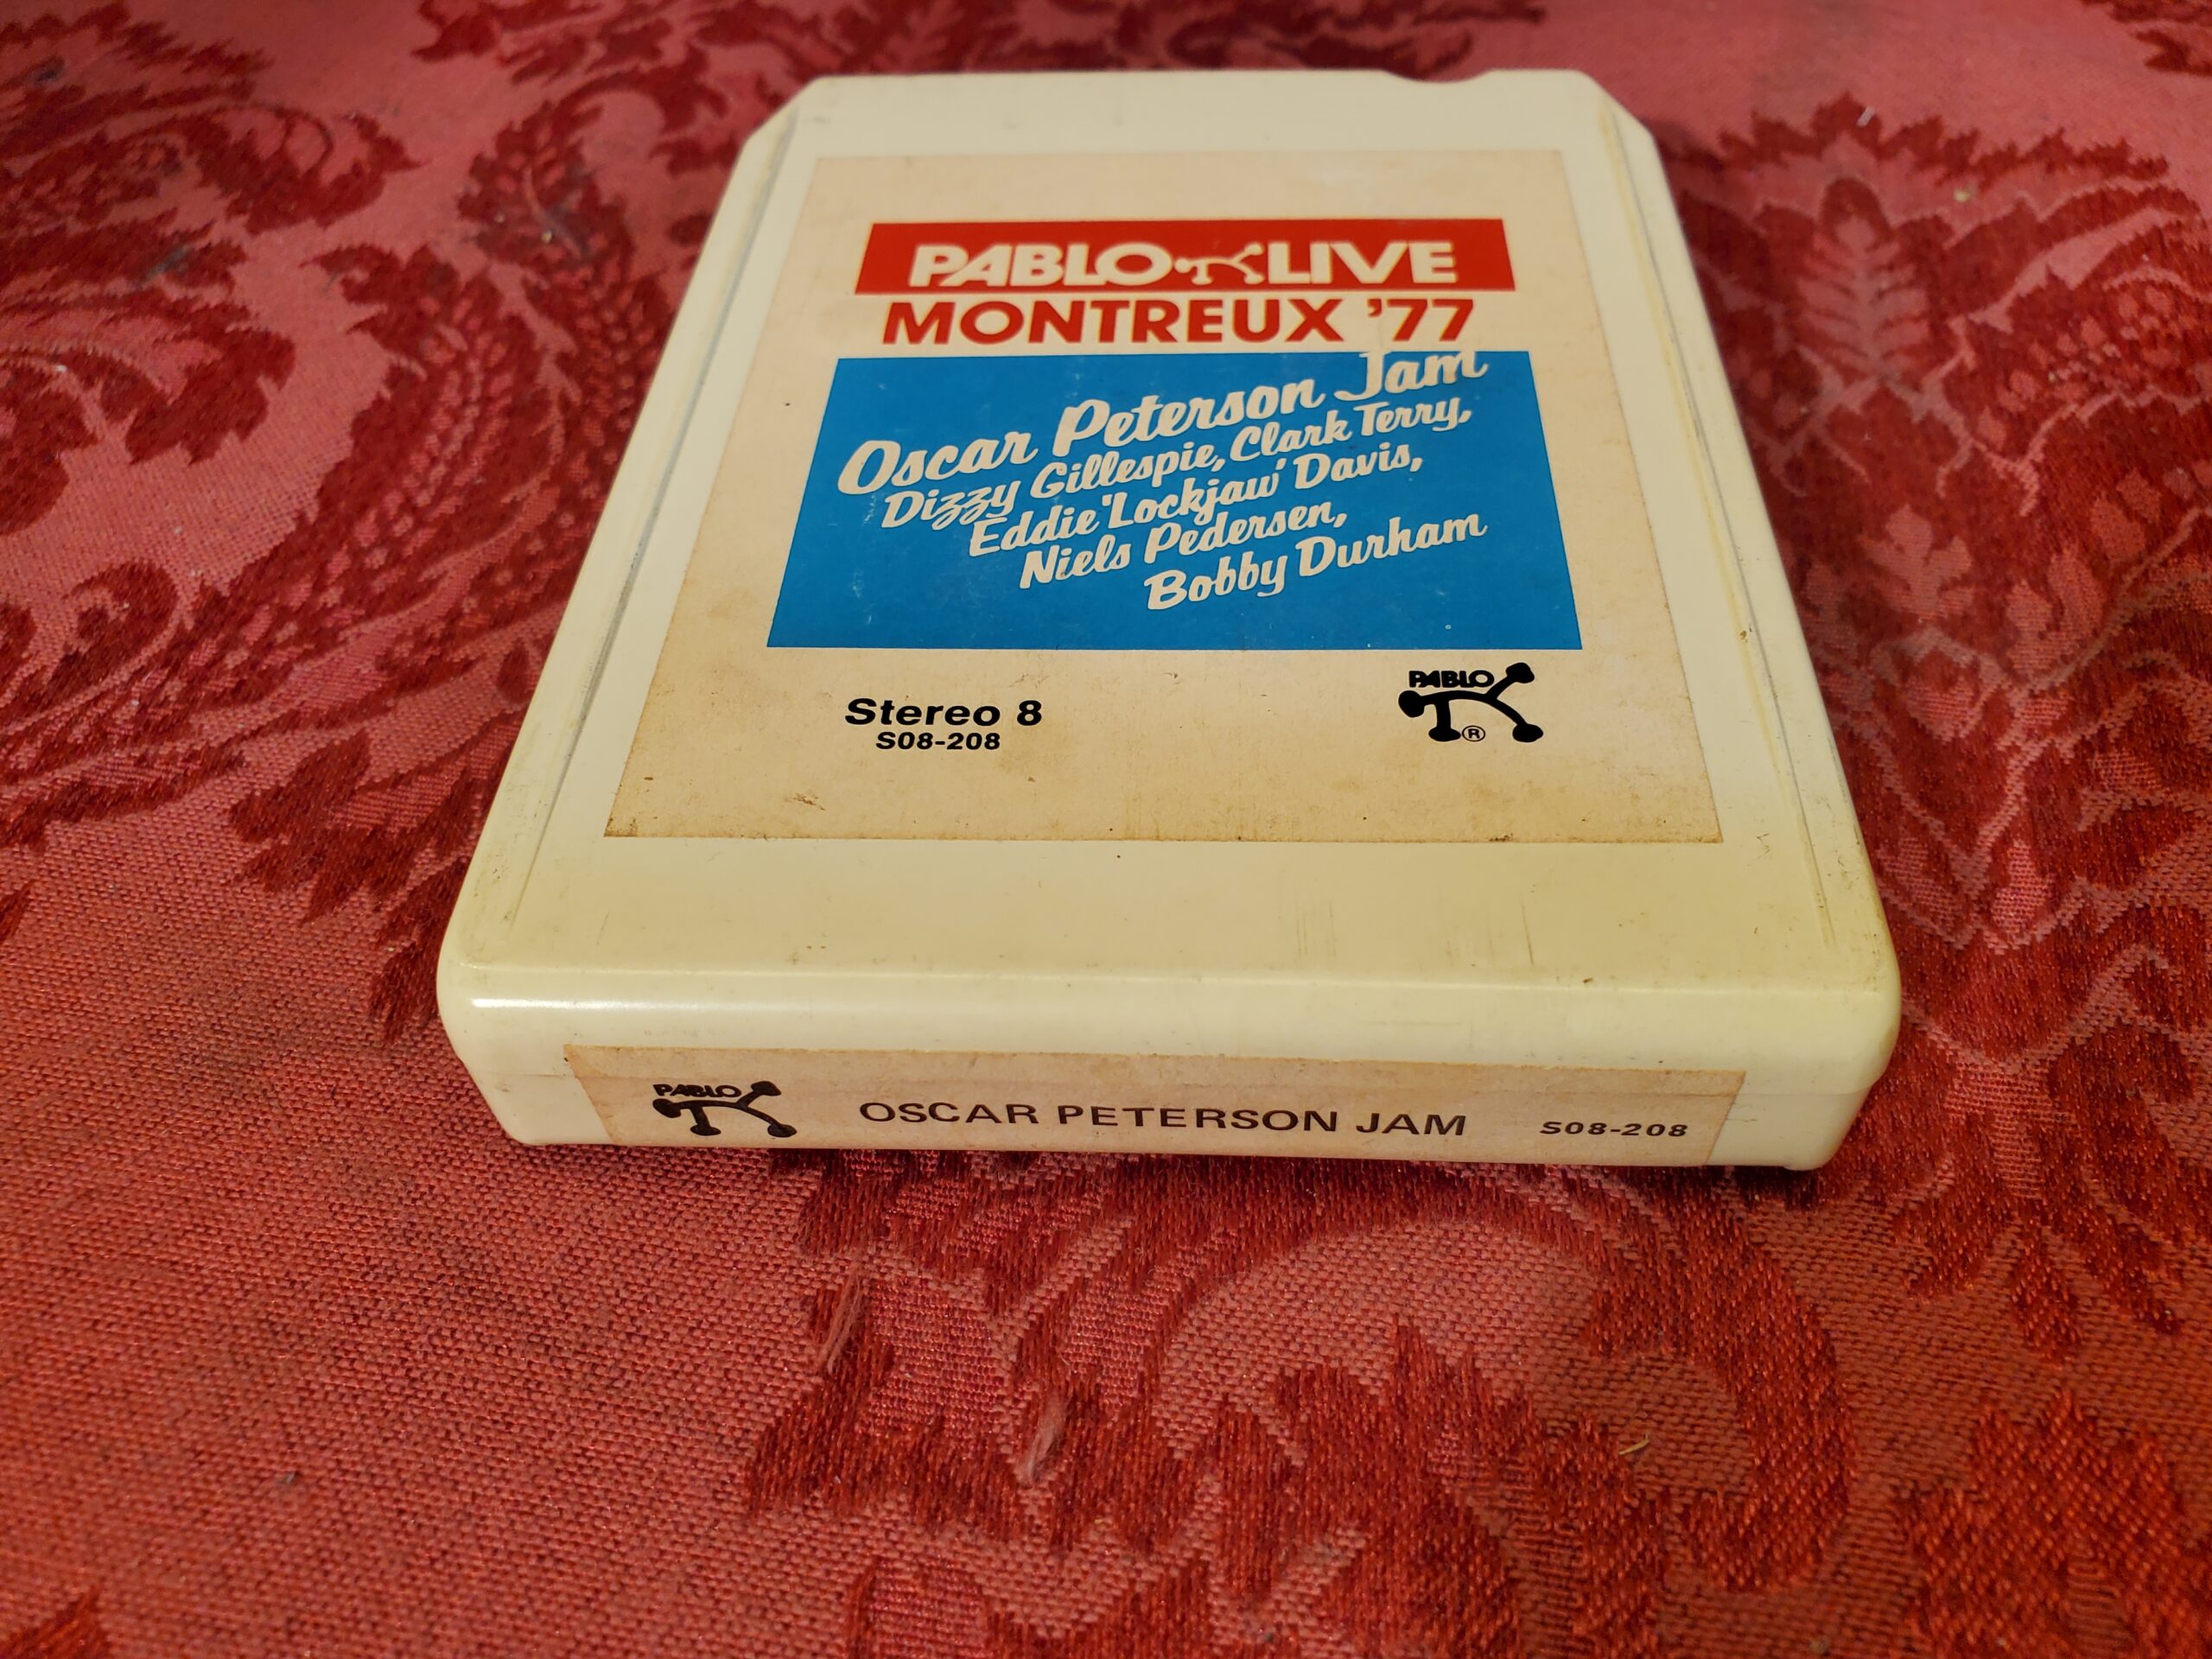 PABLO LIVE
MONTREUX '77
Oscar Peterson Jam
Dizzy Gillespie, Clark Terry,
Eddie 'Lockjaw' Davis,
Niels Pedersen,
Bobby Durham
Stereo 8
S08-208
PABLO
®
PABLO
OSCAR PETERSON JAM
S08-208